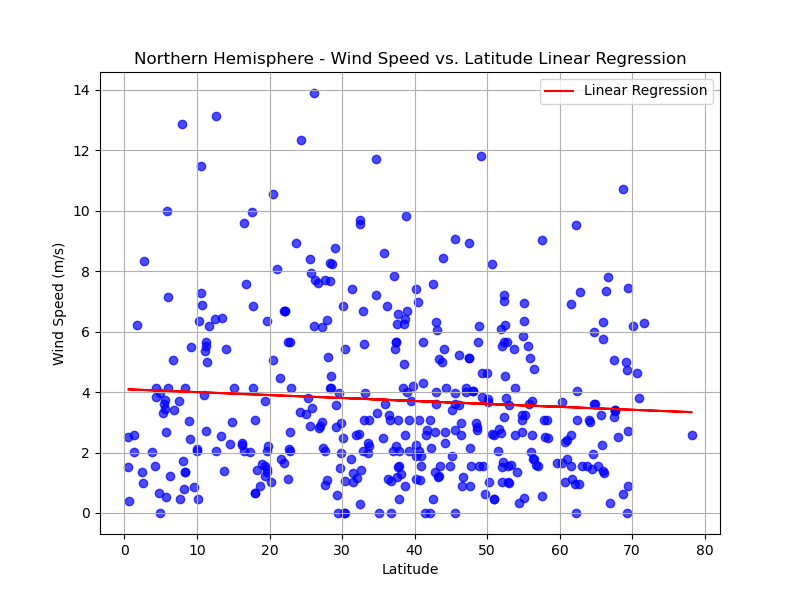 Northern Hemisphere - Wind Speed vs. Latitude Linear Regression
Linear Regression
14
12
10
8
6
4
2
0
Wind Speed (m/s)
0 10 20 30 40 50 60 70 80
Latitude